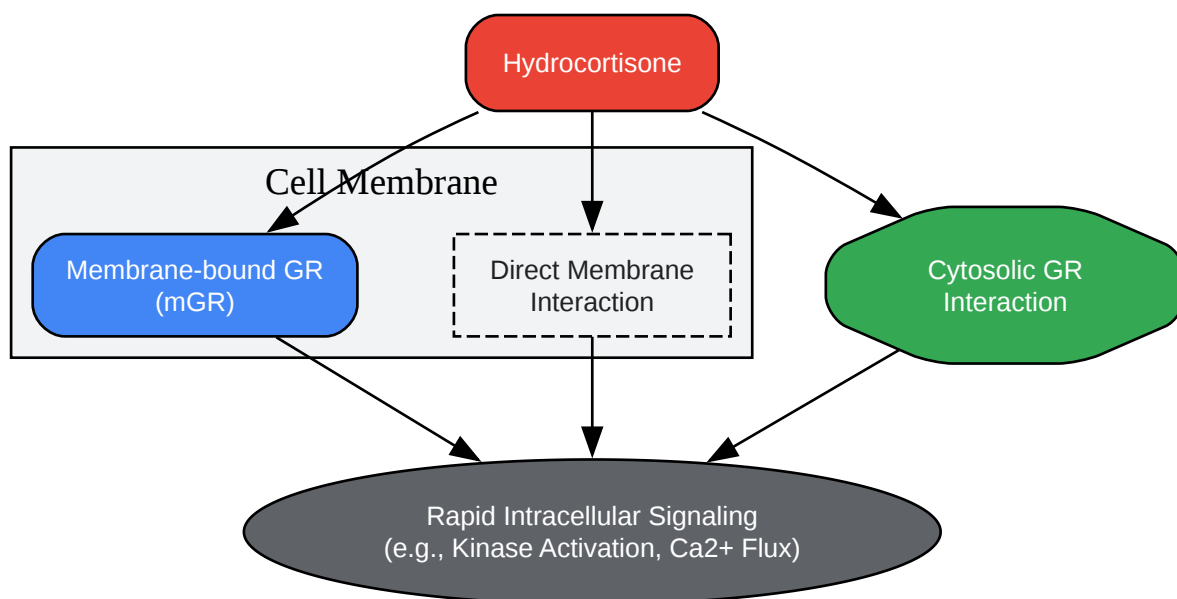 Hydrocortisone
Cell Membrane
Membrane-bound GR
(mGR)
Direct Membrane
Interaction
Cytosolic GR
Interaction
Rapid Intracellular Signaling
(e.g., Kinase Activation, Ca2+ Flux)